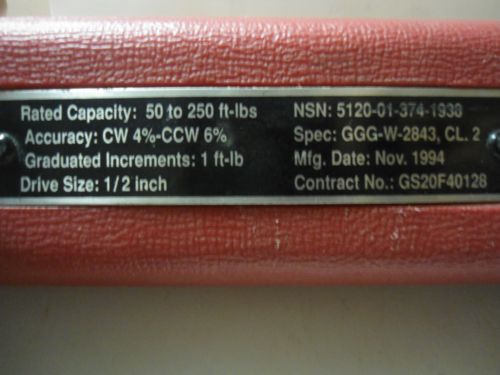 Rated Capacity: 50 to 250 ft-lbs
Accuracy: CW 4%-CCW 6%
Graduated Increments: 1 ft-lb
Drive Size: 1/2 inch
NSN: 5120-01-374-1938
Spec: GGG-W-2843, CL. 2
Mfg. Date: Nov. 1994
Contract No.: GS20F40128